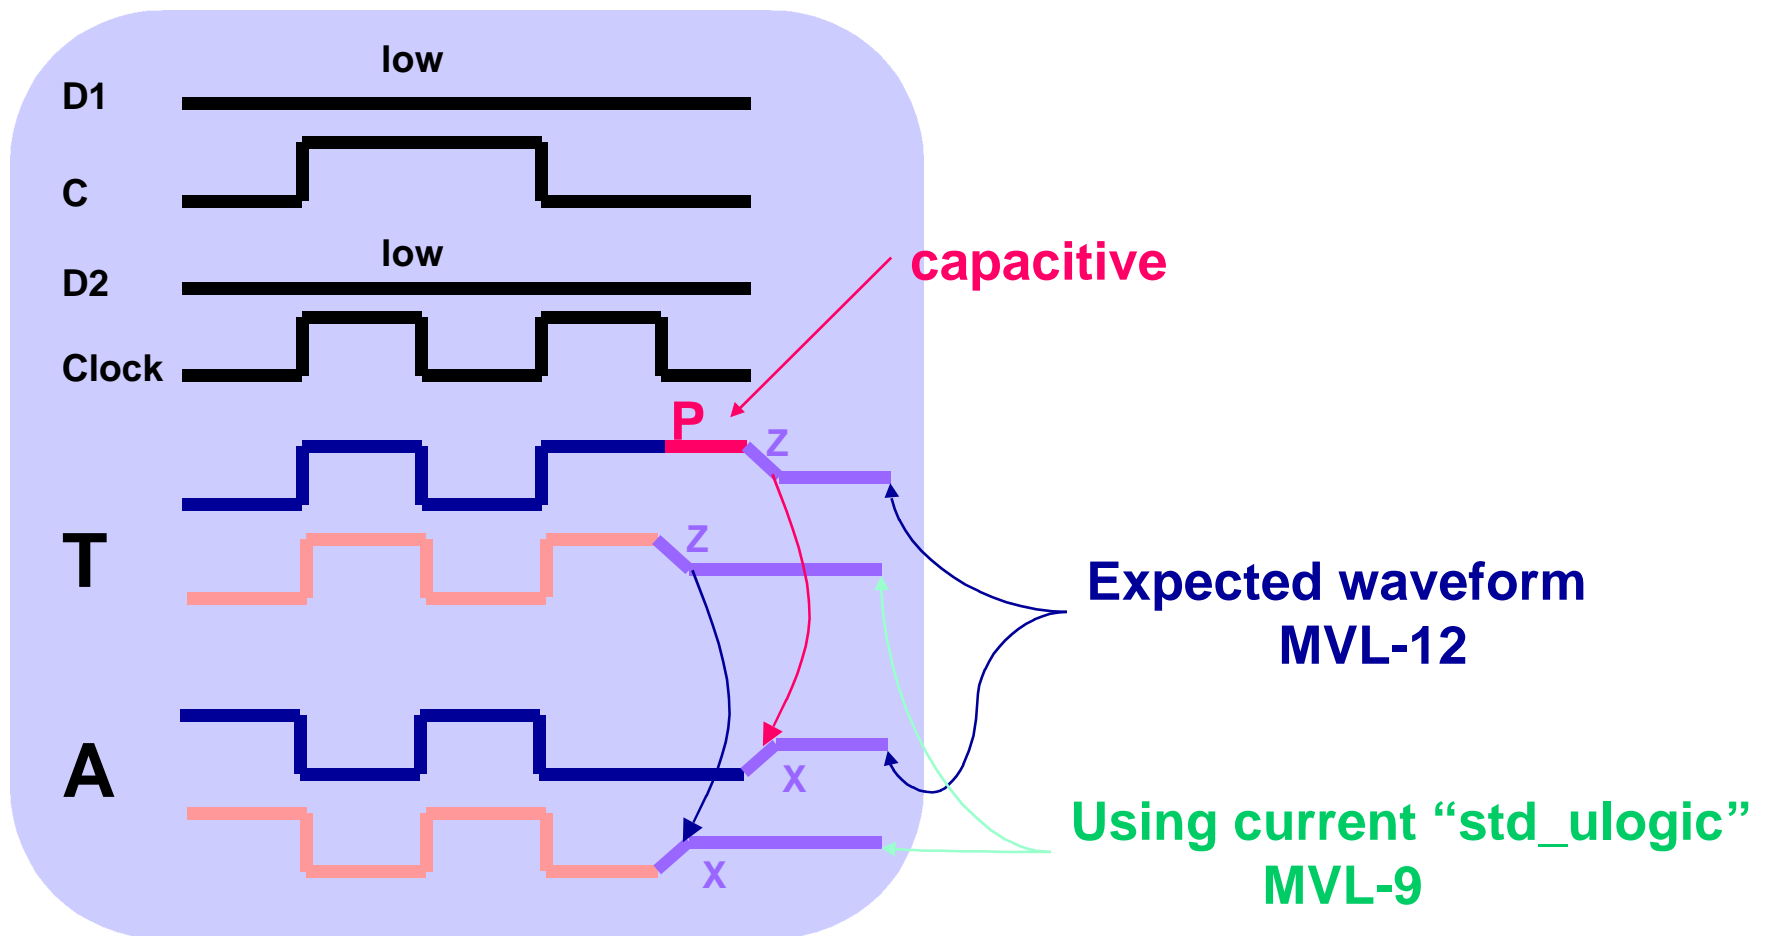 low
D1
C
low
D2
capacitive
Clock
P
Z
T
Z
Expected waveform
MVL-12
A
X
Using current “std_ulogic”
MVL-9
X